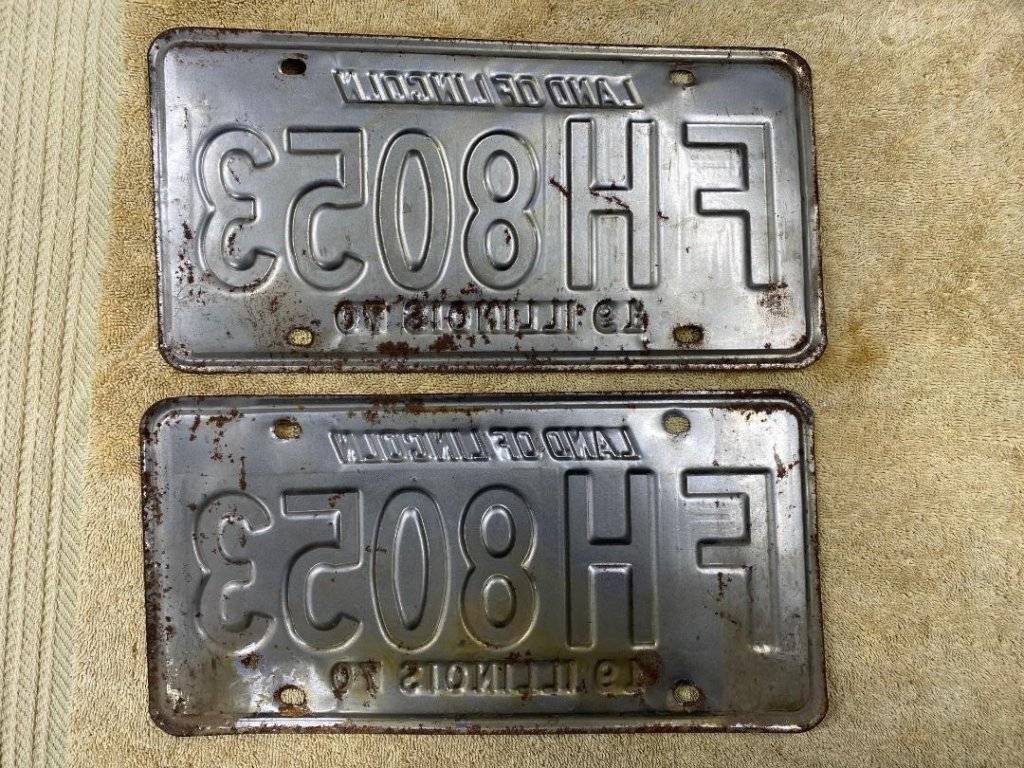 LAND OF LINCOLN
FH 8053
19 ILLINOIS 70
LAND OF LINCOLN
FH 8053
19 ILLINOIS 70